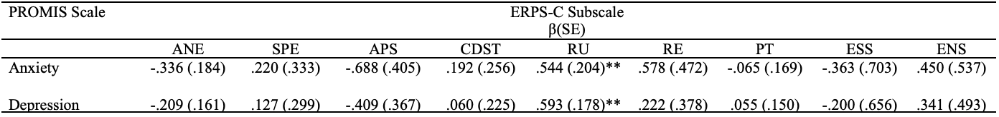 PROMIS Scale ERPS-C Subscale
β(SE)
ANE SPE APS CDST RU RE PT ESS ENS
Anxiety -.336 (.184) .220 (.333) -.688 (.405) .192 (.256) .544 (.204)** .578 (.472) -.065 (.169) -.363 (.703) .450 (.537)
Depression -.209 (.161) .127 (.299) -.409 (.367) .060 (.225) .593 (.178)** .222 (.378) .055 (.150) -.200 (.656) .341 (.493)